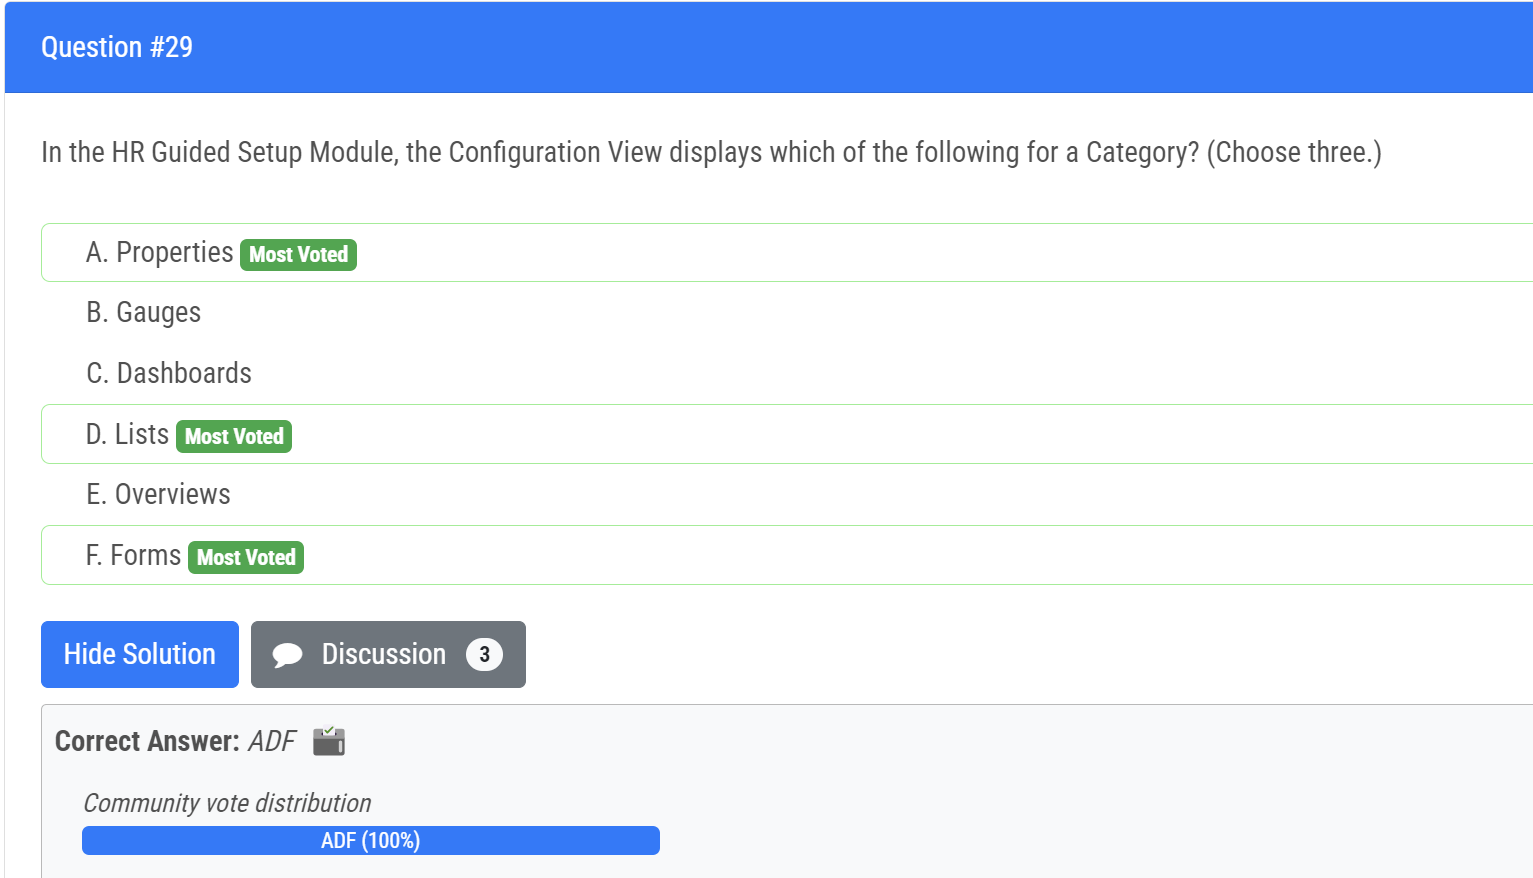 Question #29
In the HR Guided Setup Module, the Configuration View displays which of the following for a Category? (Choose three.)
A. Properties Most Voted
B. Gauges
C. Dashboards
D. Lists Most Voted
E. Overviews
F. Forms Most Voted
Hide Solution Discussion 3
Correct Answer: ADF
Community vote distribution
ADF (100%)